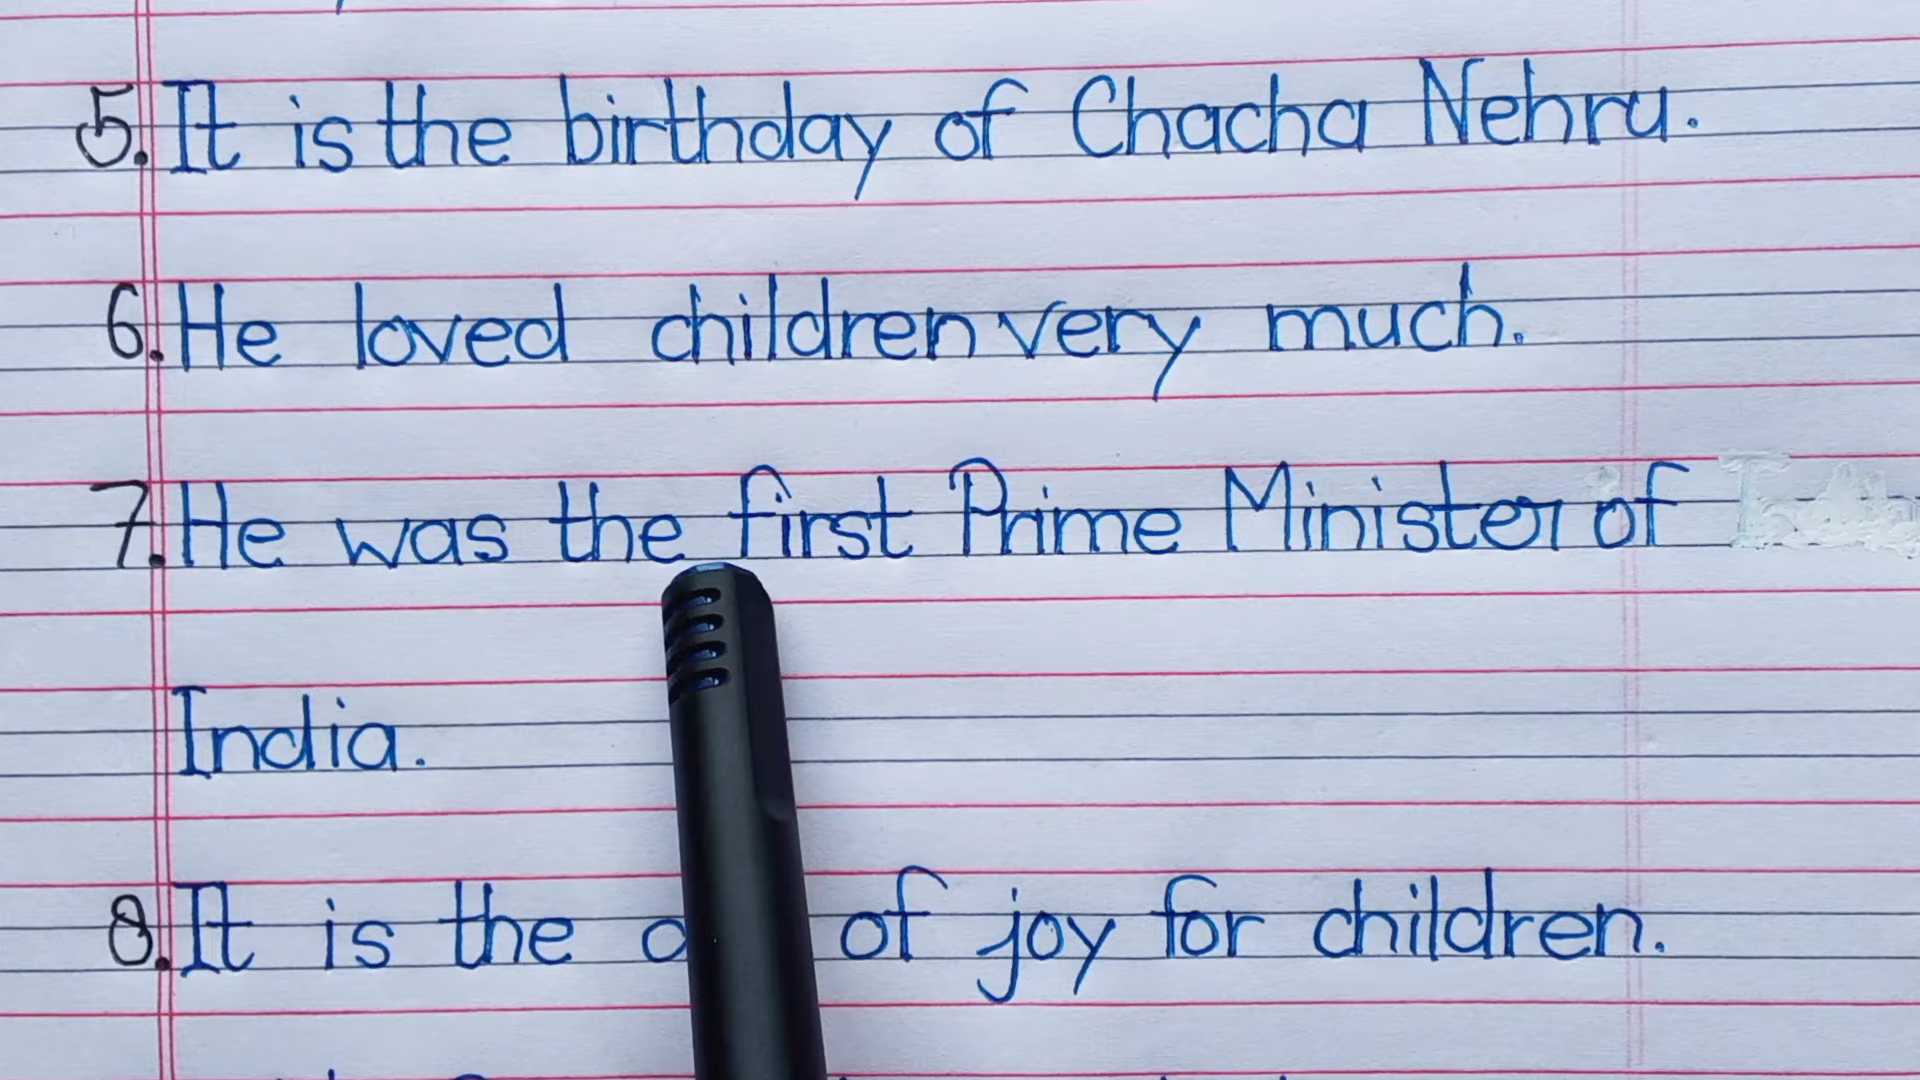 5. It is the birthday of Chacha Nehru.
6. He loved children very much.
7. He was the first Prime Minister of
India.
8. It is the of joy for children.